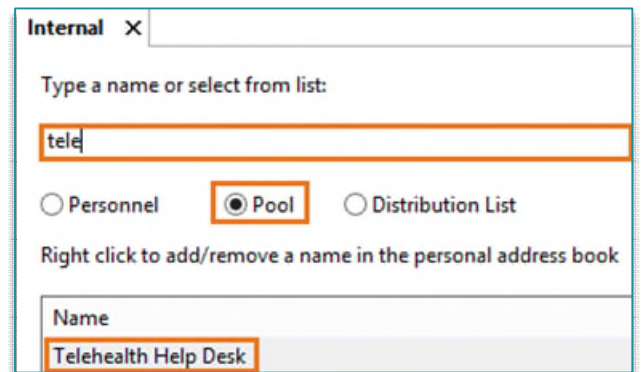 Internal X
Type a name or select from list:
tele
Personnel Pool Distribution List
Right click to add/remove a name in the personal address book
Name
Telehealth Help Desk